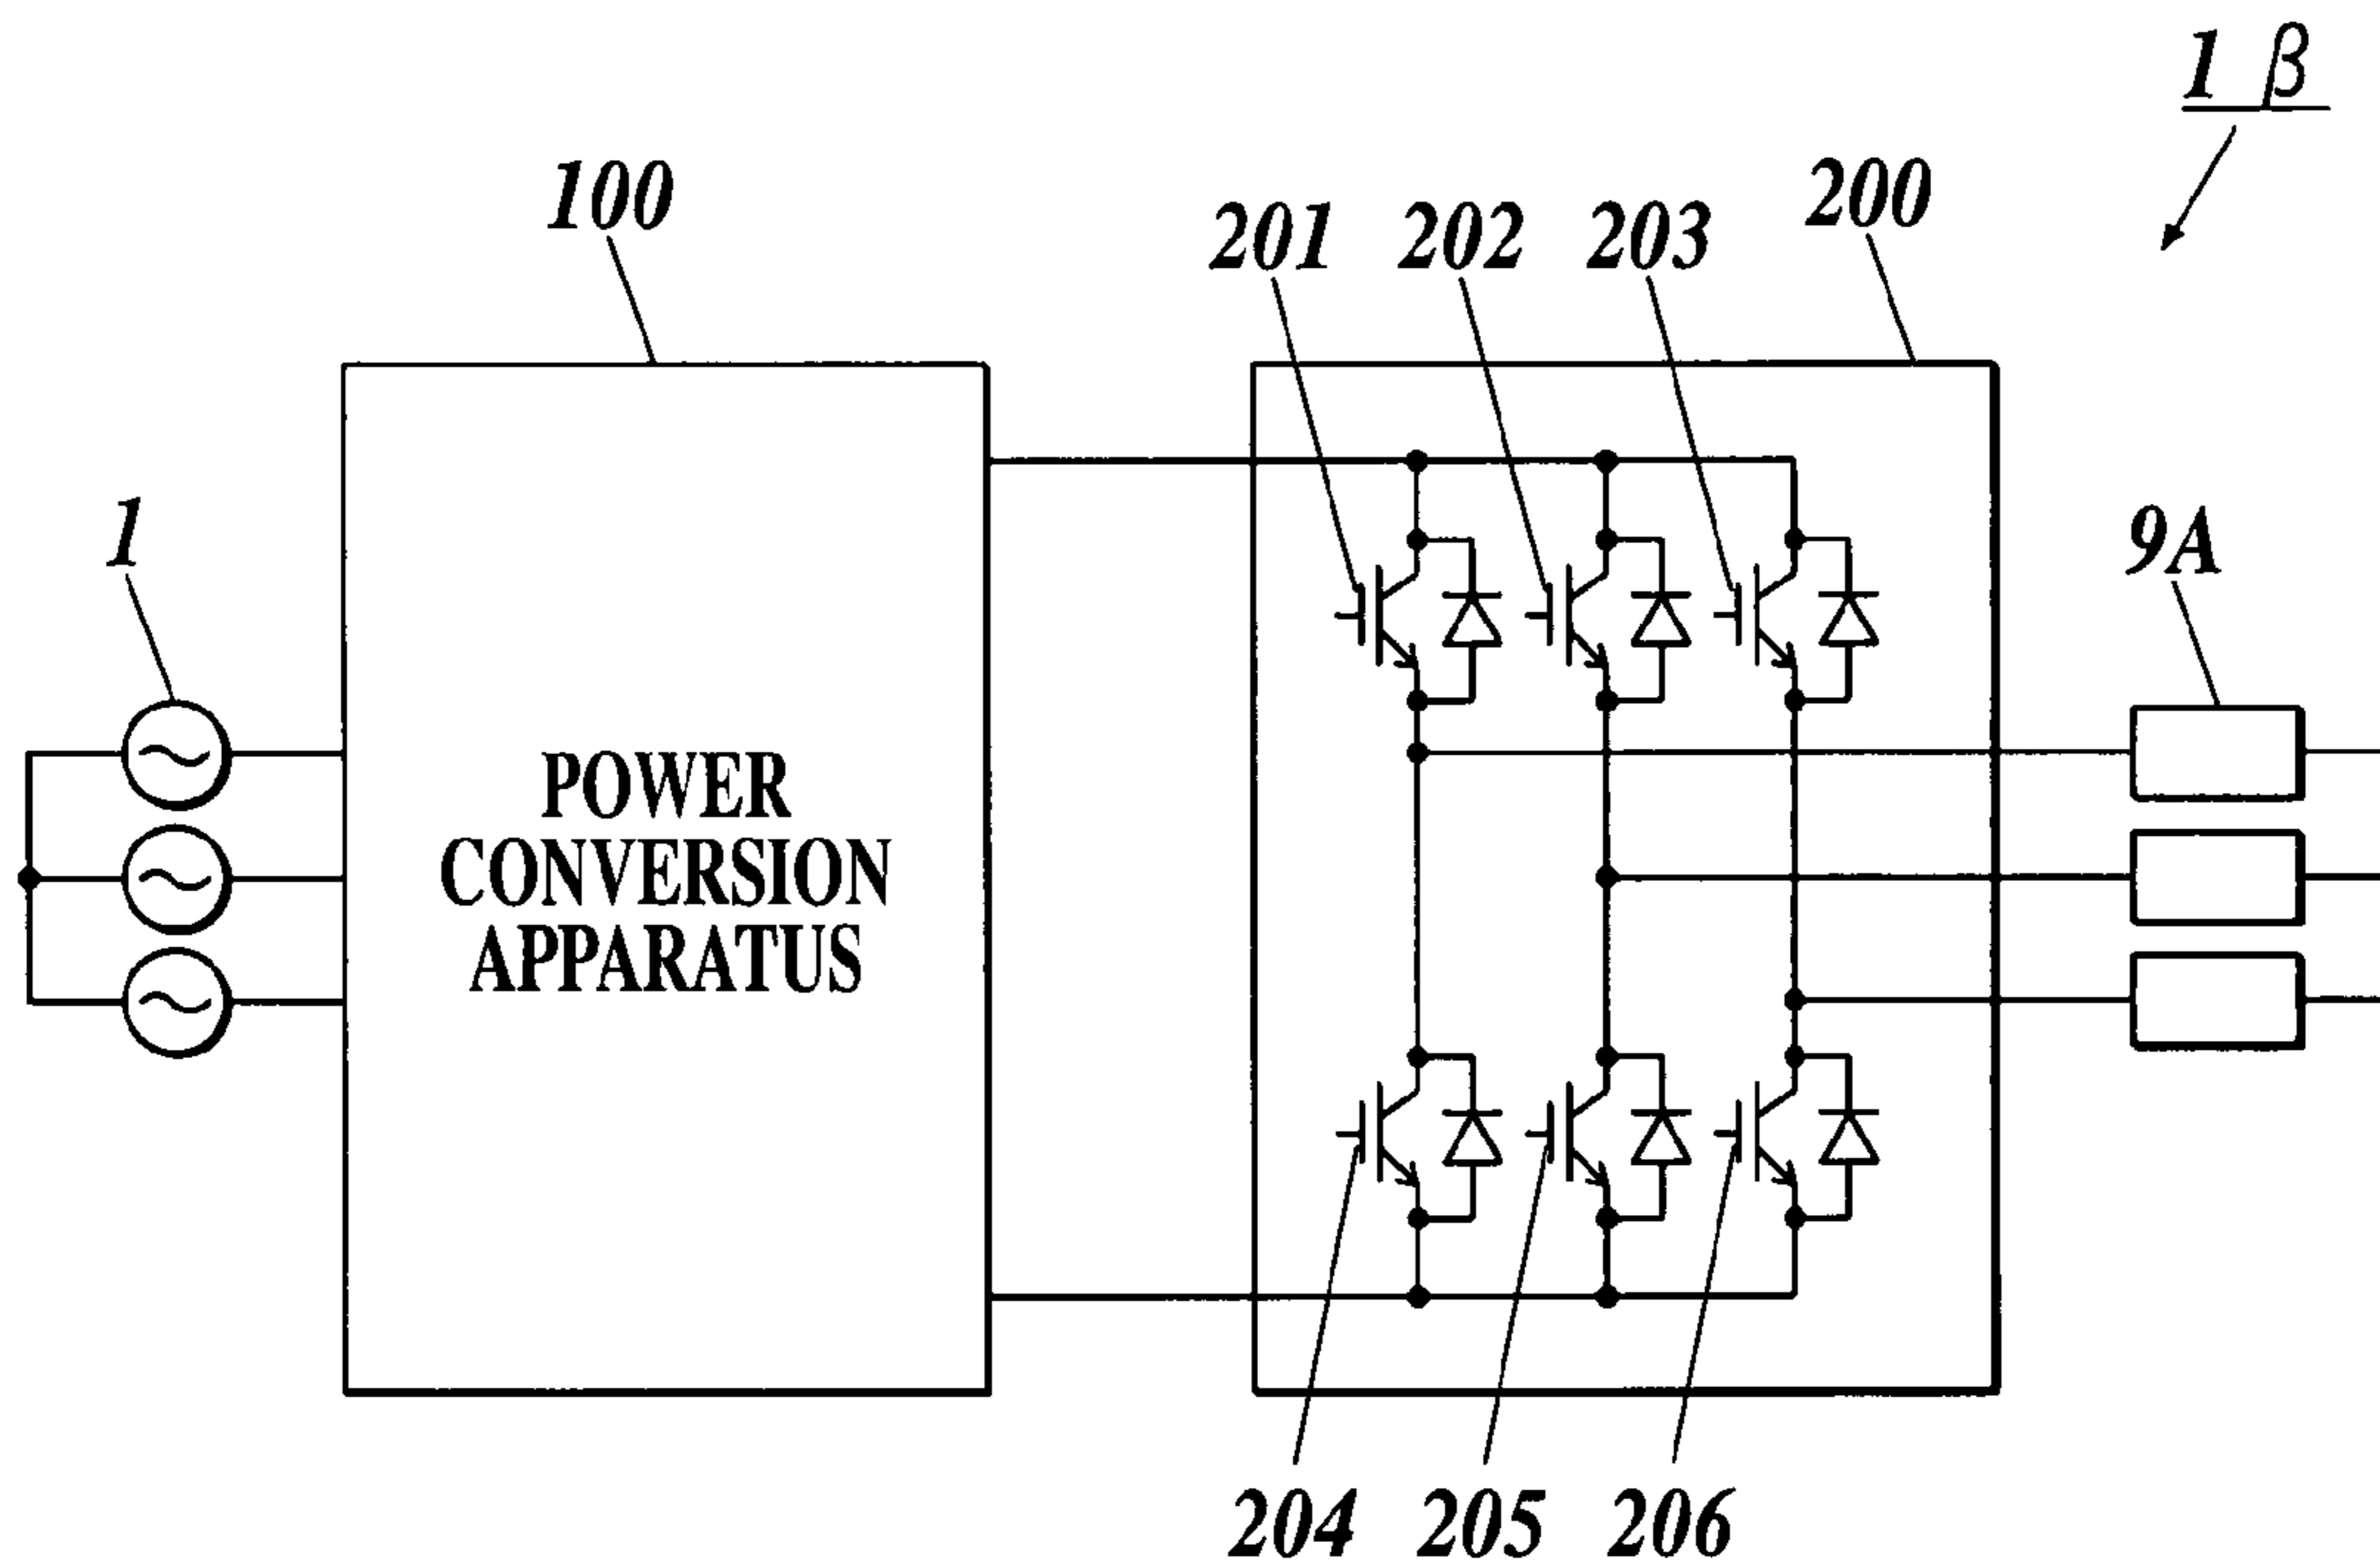 1 β
100
200
201 202 203
1
9A
POWER
CONVERSION
APPARATUS
204 205 206